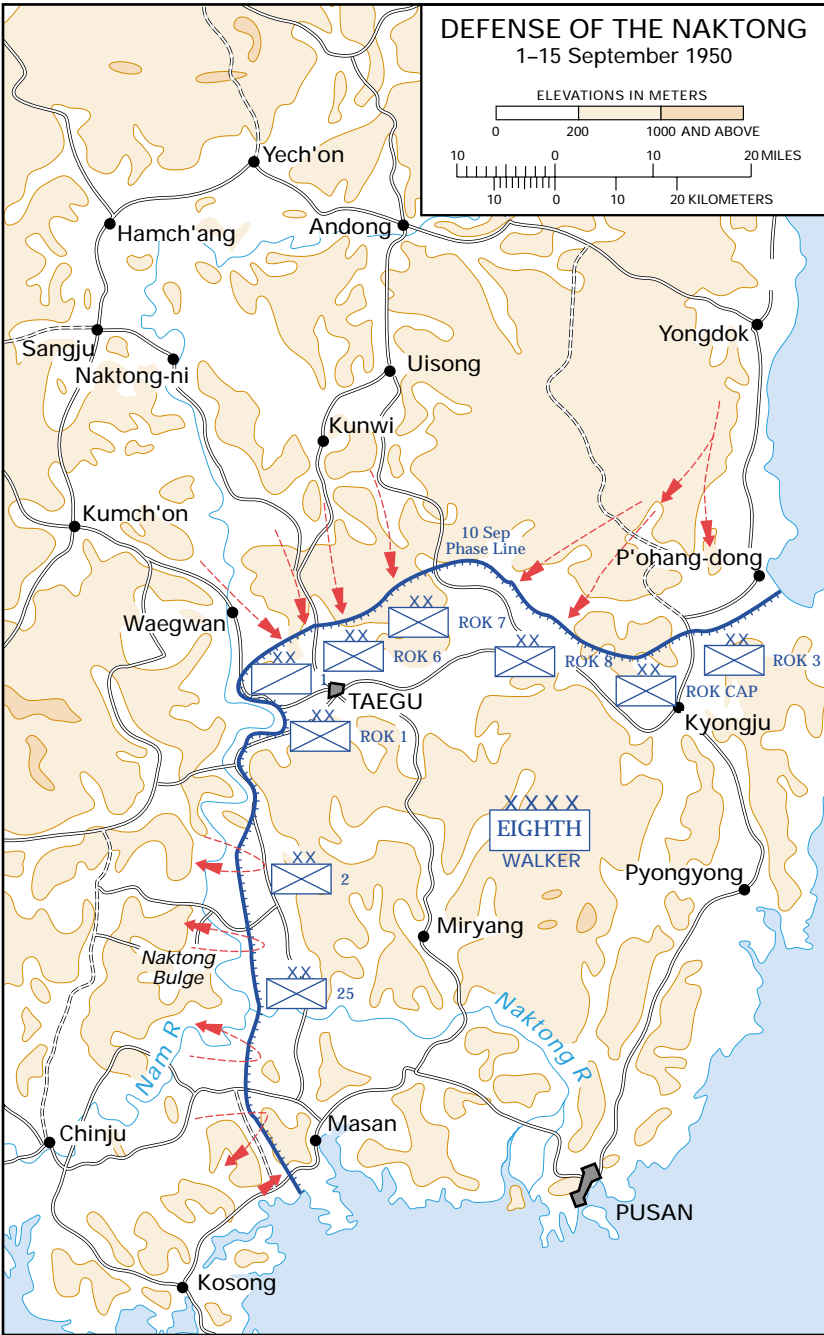 DEFENSE OF THE NAKTONG
1–15 September 1950
ELEVATIONS IN METERS
0 200 1000 AND ABOVE
10 0 10 20 MILES
10 0 10 20 KILOMETERS
Yech'on
Hamch'ang
Andong
Sangju
Naktong-ni
Yongdok
Uisong
Kunwi
Kumch'on
10 Sep
Phase Line
P'ohang-dong
Waegwan
XX
ROK 7
XX
ROK 6
XX
ROK 8
XX
ROK 3
XX
1
XX
ROK CAP
TAEGU
Kyongju
XX
ROK 1
XXXX
EIGHTH
WALKER
XX
2
Pyongyong
Miryang
Naktong
Bulge
XX
25
Naktong R
Nam R
Chinju
Masan
PUSAN
Kosong